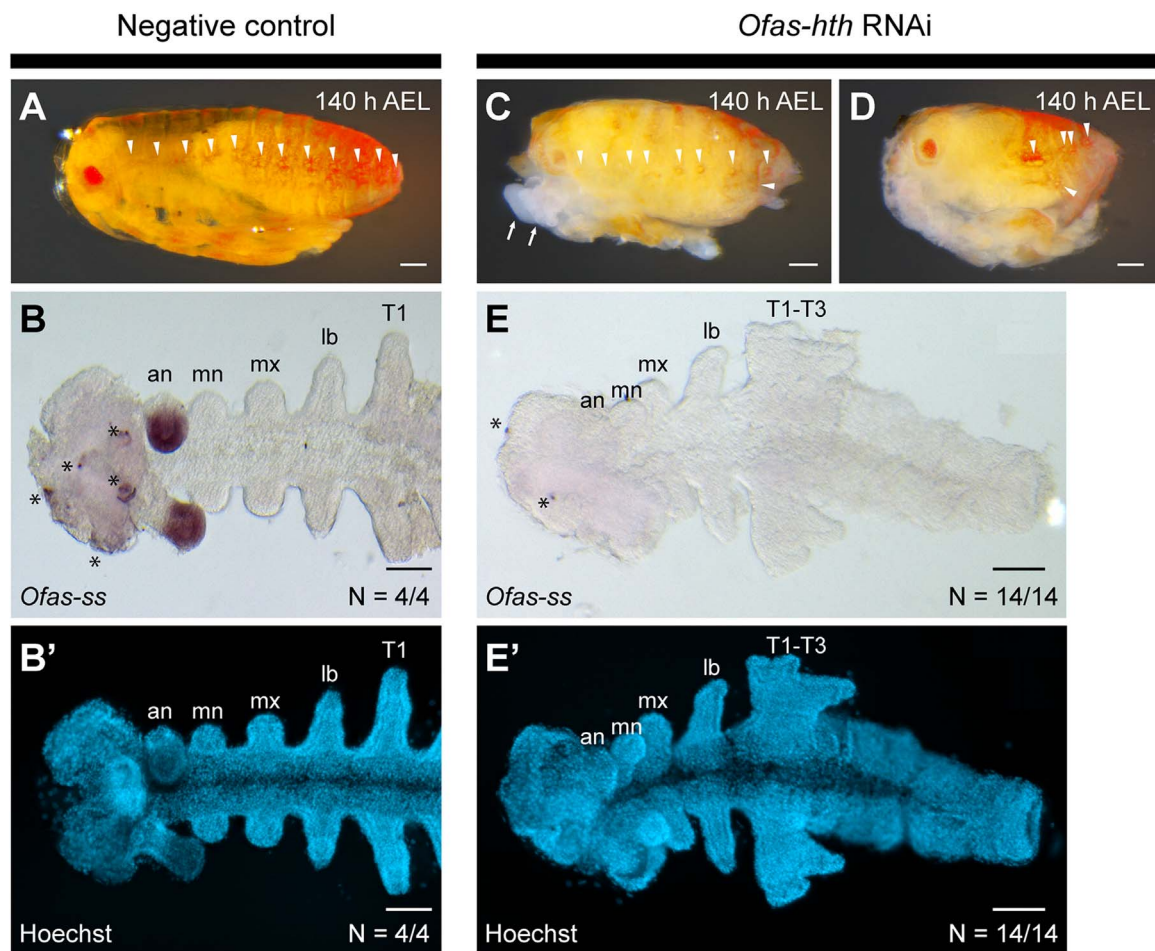 Negative control
Ofas-hth RNAi
A
140 h AEL
C
140 h AEL
D
140 h AEL
B
an
mn
mx
lb
T1
*
*
*
*
*
Ofas-ss
N = 4/4
E
an
mn
mx
lb
T1-T3
*
*
Ofas-ss
N = 14/14
B’
an
mn
mx
lb
T1
Hoechst
N = 4/4
E’
an
mn
mx
lb
T1-T3
Hoechst
N = 14/14